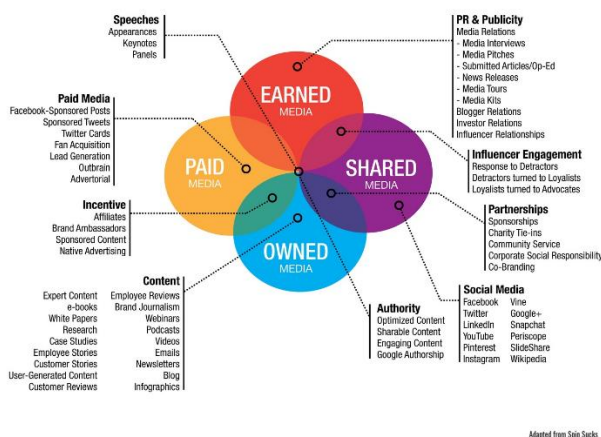 Speeches
Appearances
Keynotes
Panels
PR & Publicity
Media Relations
- Media Interviews
- Media Pitches
- Submitted Articles/Op-Ed
- News Releases
- Media Tours
- Media Kits
Blogger Relations
Investor Relations
Influencer Relationships
EARNED
MEDIA
Paid Media
Facebook-Sponsored Posts
Sponsored Tweets
Twitter Cards
Fan Acquisition
Lead Generation
Outbrain
Advertorial
PAID
MEDIA
SHARED
MEDIA
Influencer Engagement
Response to Detractors
Detractors turned to Loyalists
Loyalists turned to Advocates
Incentive
Affiliates
Brand Ambassadors
Sponsored Content
Native Advertising
OWNED
MEDIA
Partnerships
Sponsorships
Charity Tie-ins
Community Service
Corporate Social Responsibility
Co-Branding
Content
Expert Content
e-books
White Papers
Research
Case Studies
Employee Stories
Customer Stories
User-Generated Content
Customer Reviews
Employee Reviews
Brand Journalism
Webinars
Podcasts
Videos
Emails
Newsletters
Blog
Infographics
Authority
Optimized Content
Sharable Content
Engaging Content
Google Authorship
Social Media
Facebook
Twitter
LinkedIn
YouTube
Pinterest
Instagram
Vine
Google+
Snapchat
Periscope
SlideShare
Wikipedia
Adapted from Spin Sucks